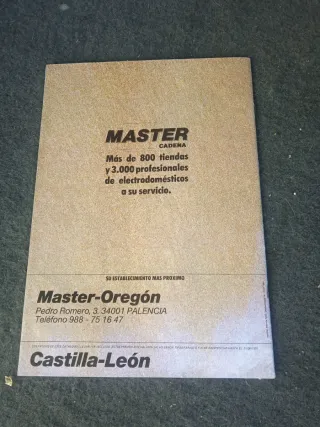 MASTER
CADENA
Más de 800 tiendas
y 3.000 profesionales
de electrodomésticos
a su servicio.
SU ESTABLECIMIENTO MAS PROXIMO
Master-Oregón
Pedro Romero, 3. 34001 PALENCIA
Teléfono 988 - 75 16 47
Castilla-León